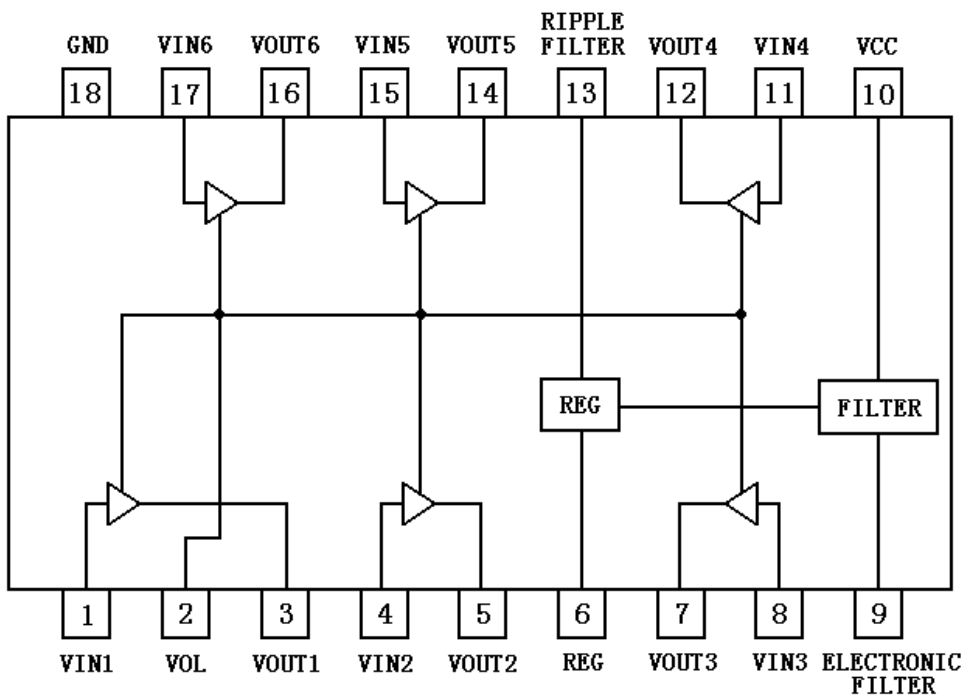 RIPPLE
GND VIN6 VOUT6 VIN5 VOUT5 FILTER VOUT4 VIN4 VCC
18 17 16 15 14 13 12 11 10
REG FILTER
1 2 3 4 5 6 7 8 9
VIN1 VOL VOUT1 VIN2 VOUT2 REG VOUT3 VIN3 ELECTRONIC
FILTER